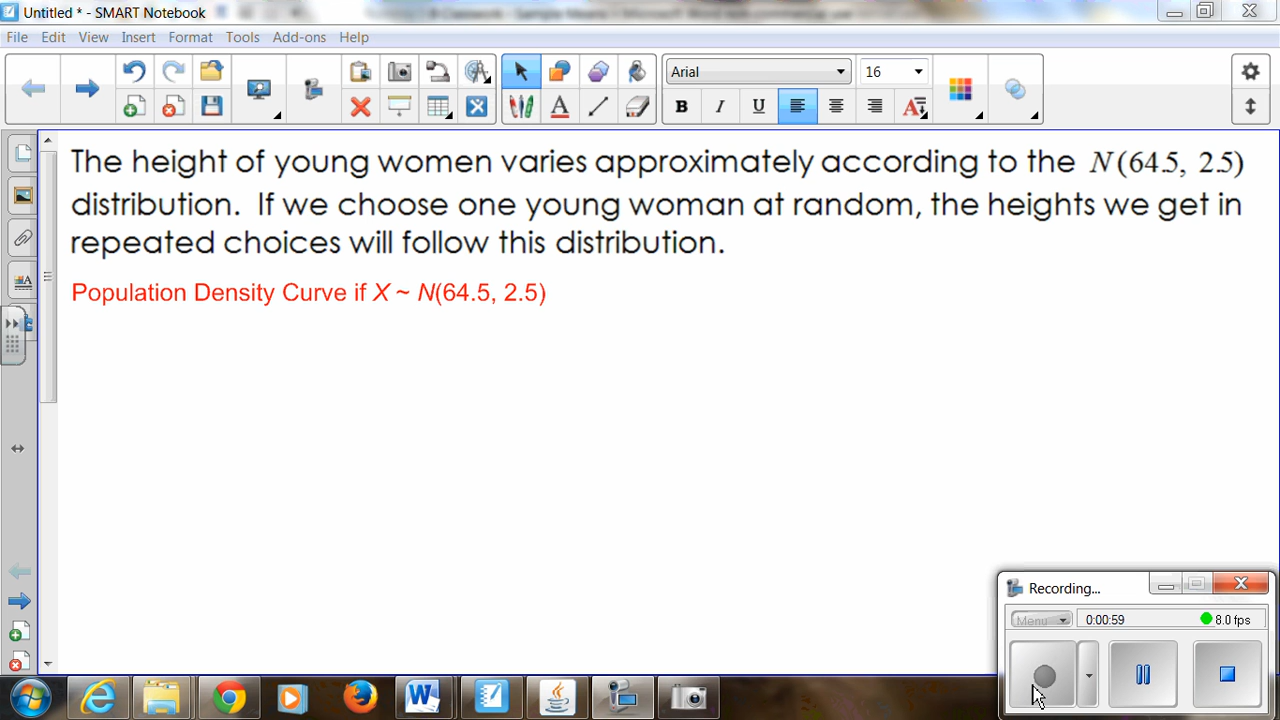 Untitled * - SMART Notebook
File Edit View Insert Format Tools Add-ons Help
Arial
16
B I U A A
The height of young women varies approximately according to the N(64.5, 2.5)
distribution. If we choose one young woman at random, the heights we get in
repeated choices will follow this distribution.
Population Density Curve if X ~ N(64.5, 2.5)
Recording...
Menu 0:00:59 8.0 fps